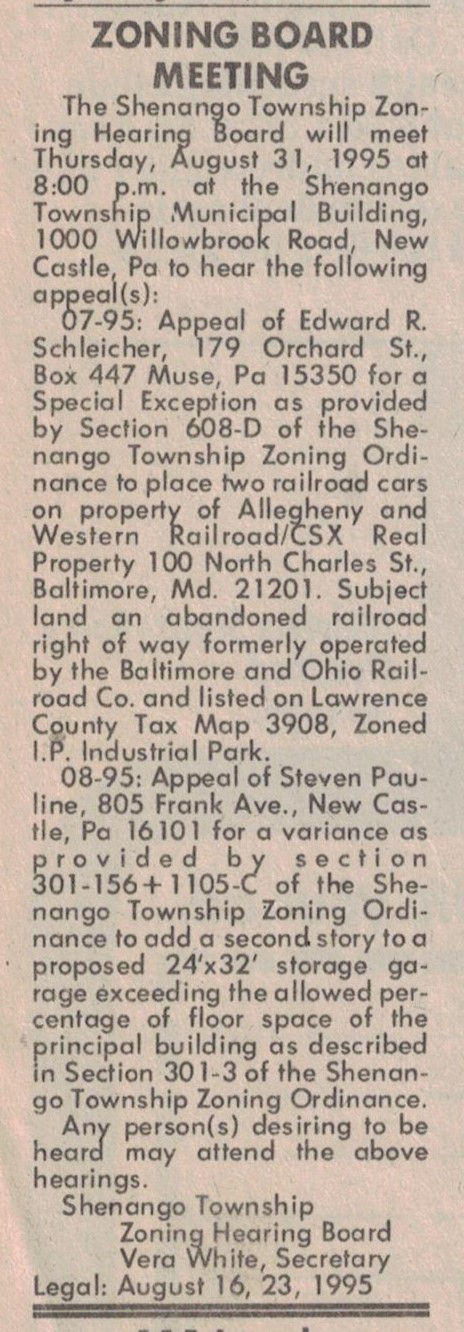 ZONING BOARD
MEETING
The Shenango Township Zon-
ing Hearing Board will meet
Thursday, August 31, 1995 at
8:00 p.m. at the Shenango
Township Municipal Building,
1000 Willowbrook Road, New
Castle, Pa to hear the following
appeal(s):
07-95: Appeal of Edward R.
Schleicher, 179 Orchard St.,
Box 447 Muse, Pa 15350 for a
Special Exception as provided
by Section 608-D of the She-
nango Township Zoning Ordi-
nance to place two railroad cars
on property of Allegheny and
Western Railroad/CSX Real
Property 100 North Charles St.,
Baltimore, Md. 21201. Subject
land an abandoned railroad
right of way formerly operated
by the Baltimore and Ohio Rail-
road Co. and listed on Lawrence
County Tax Map 3908, Zoned
I.P. Industrial Park.
08-95: Appeal of Steven Pau-
line, 805 Frank Ave., New Cas-
tle, Pa 16101 for a variance as
provided by section
301-156+1105-C of the She-
nango Township Zoning Ordi-
nance to add a second story to a
proposed 24'x32' storage ga-
rage exceeding the allowed per-
centage of floor space of the
principal building as described
in Section 301-3 of the Shenan-
go Township Zoning Ordinance.
Any person(s) desiring to be
heard may attend the above
hearings.
Shenango Township
Zoning Hearing Board
Vera White, Secretary
Legal: August 16, 23, 1995